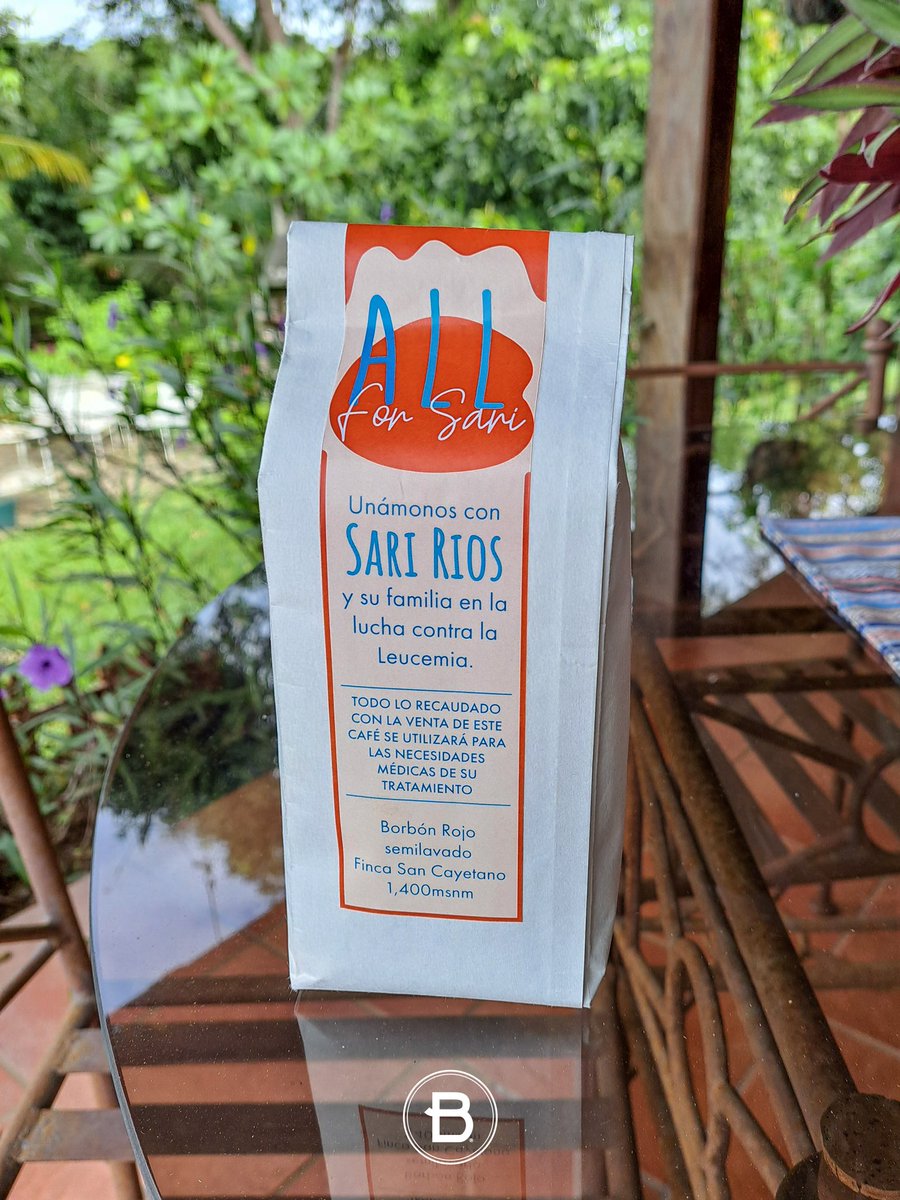 ALL
For Sari
Unámonos con
SARI RIOS
y su familia en la
lucha contra la
Leucemia.
TODO LO RECAUDADO
CON LA VENTA DE ESTE
CAFÉ SE UTILIZARÁ PARA
LAS NECESIDADES
MÉDICAS DE SU
TRATAMIENTO
Borbón Rojo
semilavado
Finca San Cayetano
1,400msnm
B